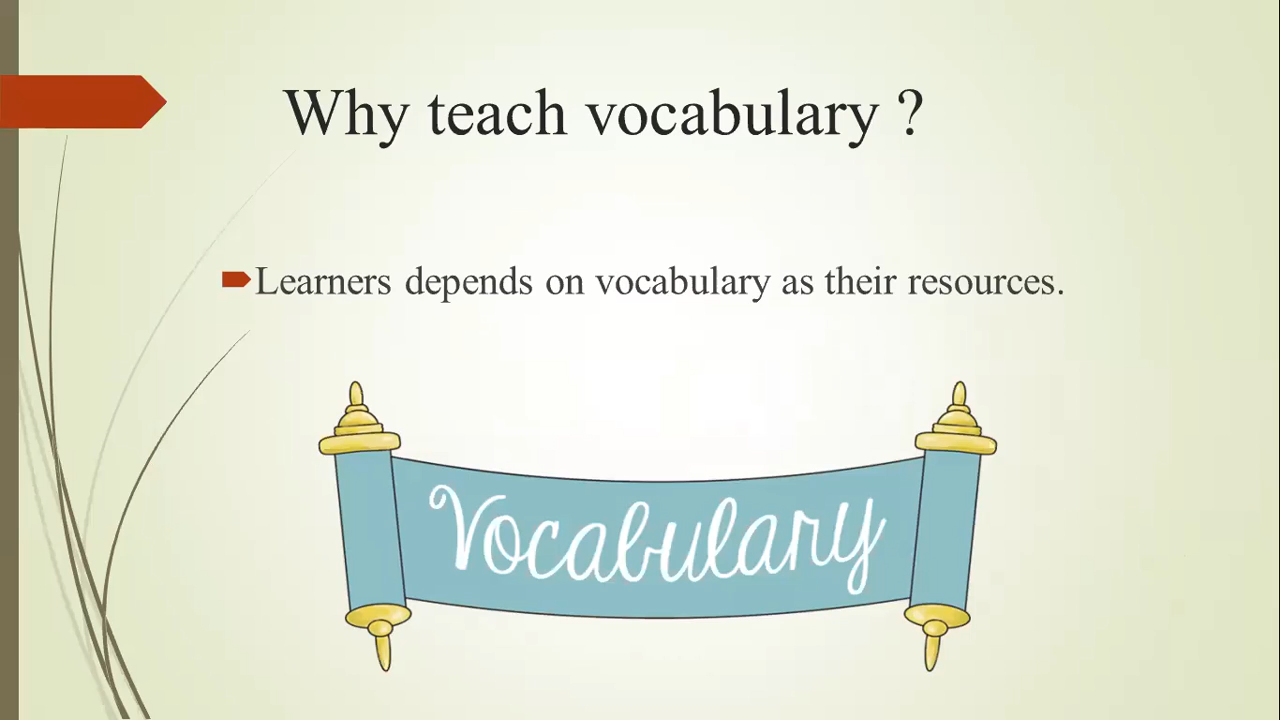 Why teach vocabulary ?
Learners depends on vocabulary as their resources.
Vocabulary